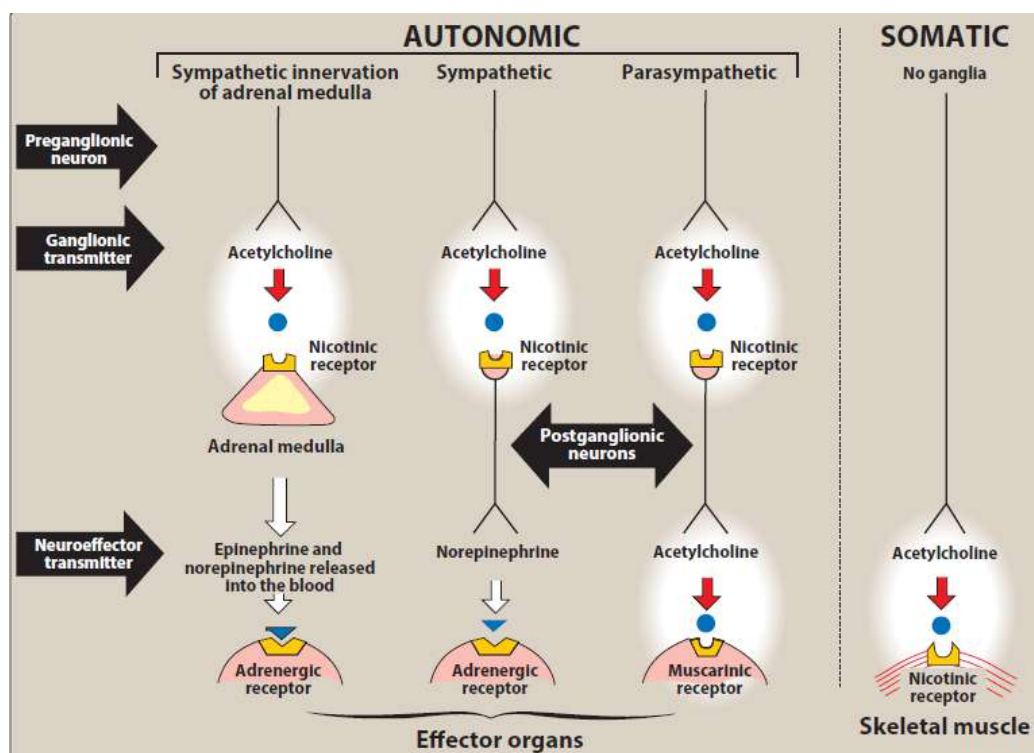 AUTONOMIC
SOMATIC
Sympathetic innervation
of adrenal medulla
Sympathetic
Parasympathetic
No ganglia
Preganglionic
neuron
Ganglionic
transmitter
Acetylcholine
Acetylcholine
Acetylcholine
Nicotinic
receptor
Nicotinic
receptor
Nicotinic
receptor
Adrenal medulla
Postganglionic
neurons
Neuroeffector
transmitter
Epinephrine and
norepinephrine released
into the blood
Norepinephrine
Acetylcholine
Acetylcholine
Adrenergic
receptor
Adrenergic
receptor
Muscarinic
receptor
Nicotinic
receptor
Effector organs
Skeletal muscle